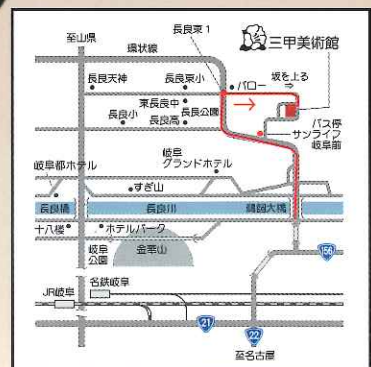 至山県
長良東1
環状線
三甲美術館
長良天神
長良東小
バロー
坂を上る
東長良中
長良公園
長良小
長良高
バス停
サンライフ
岐阜前
岐阜都ホテル
岐阜
グランドホテル
すぎ山
長良橋
長良川
鵜飼大橋
十八楼
ホテルパーク
岐阜
公園
金華山
156
JR岐阜
名鉄岐阜
21
22
至名古屋